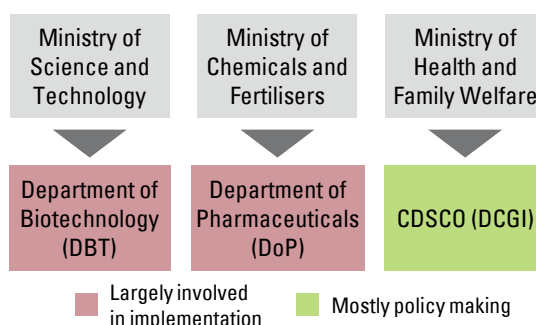 Ministry of
Science and
Technology
Ministry of
Chemicals and
Fertilisers
Ministry of
Health and
Family Welfare
Department of
Biotechnology
(DBT)
Department of
Pharmaceuticals
(DoP)
CDSCO (DCGI)
Largely involved
in implementation
Mostly policy making